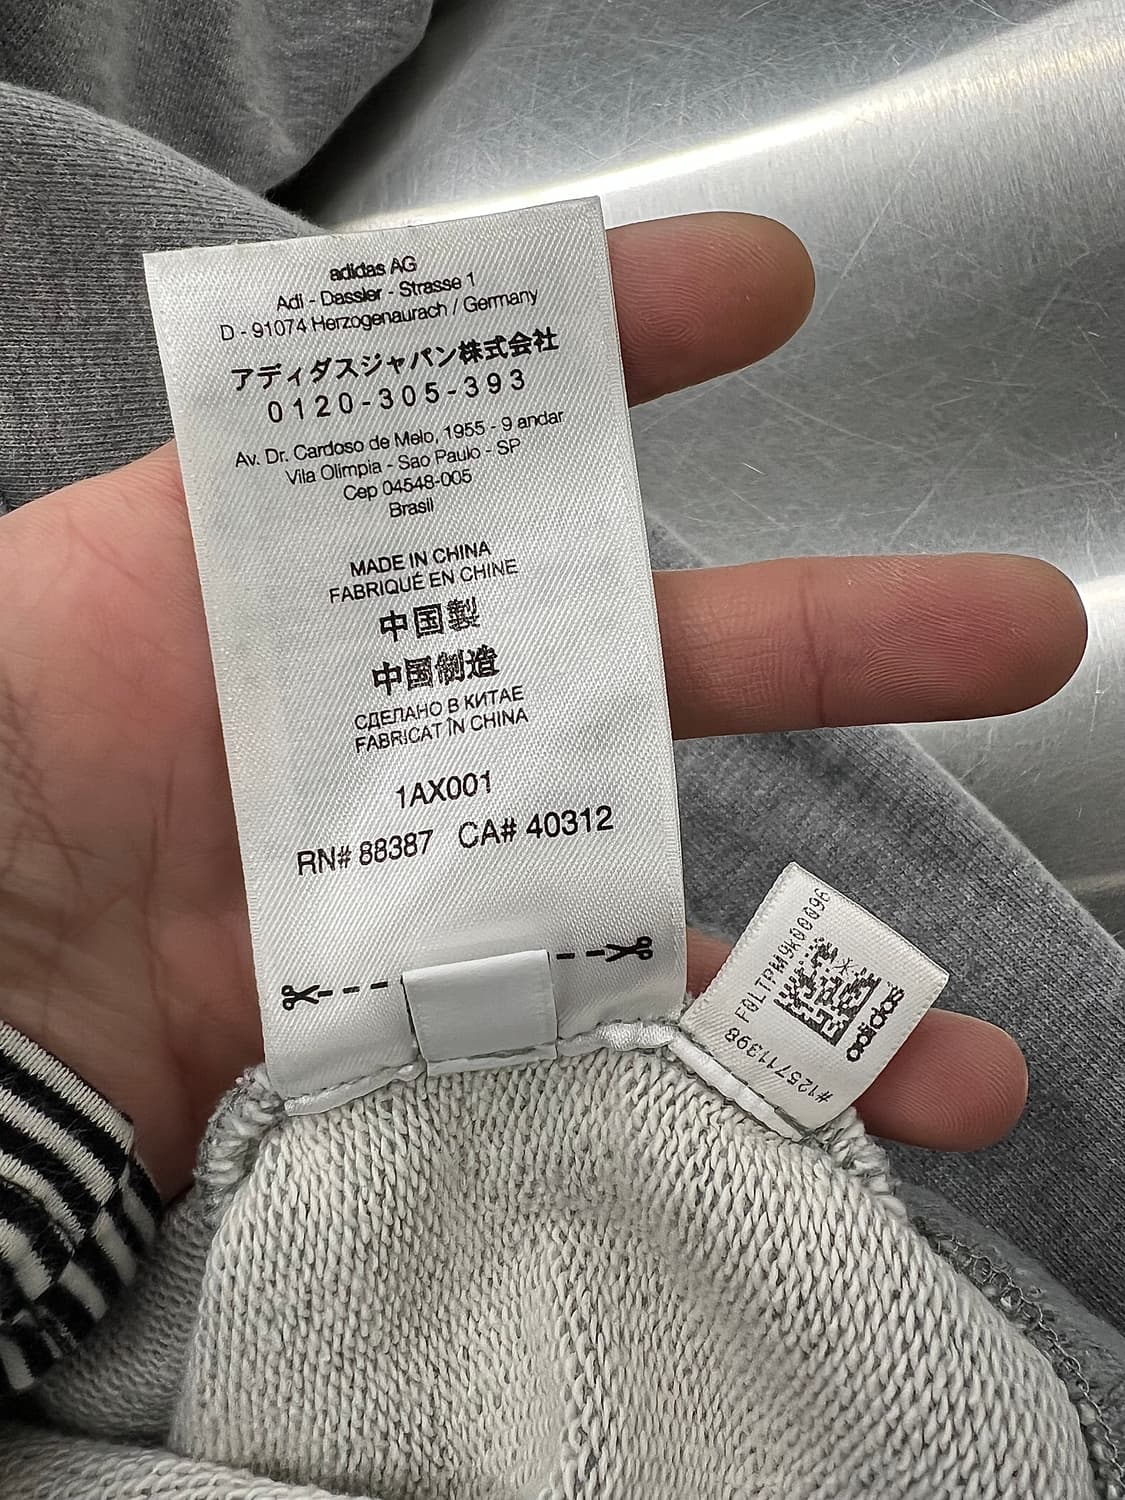 adidas AG
Adi - Dassler - Strasse 1
D - 91074 Herzogenaurach / Germany
アディダスジャパン株式会社
0120-305-393
Av. Dr. Cardoso de Melo, 1955 - 9 andar
Vila Olimpia - Sao Paulo - SP
Cep 04548-005
Brasil
MADE IN CHINA
FABRIQUÉ EN CHINE
中国製
中国制造
СДЕЛАНО В КИТАЕ
FABRICAT ÎN CHINA
1AX001
RN# 88387 CA# 40312
#125711398 F0LTPM9K00096
adidas